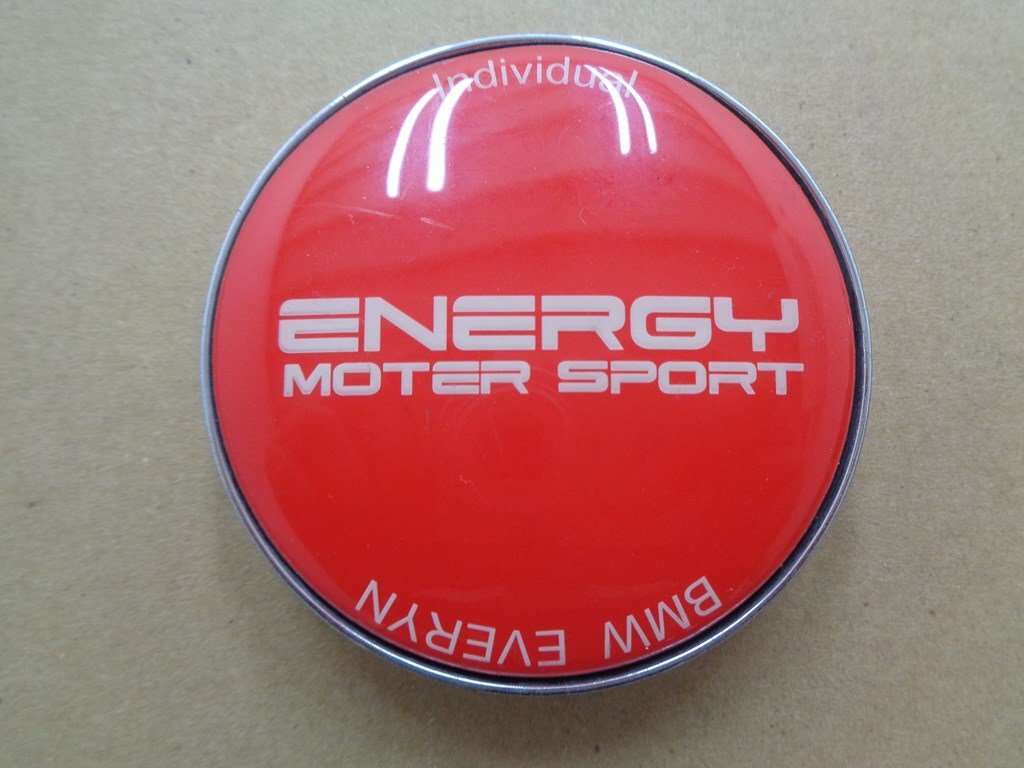 Individual
ENERGY
MOTER SPORT
BMW EVERYN